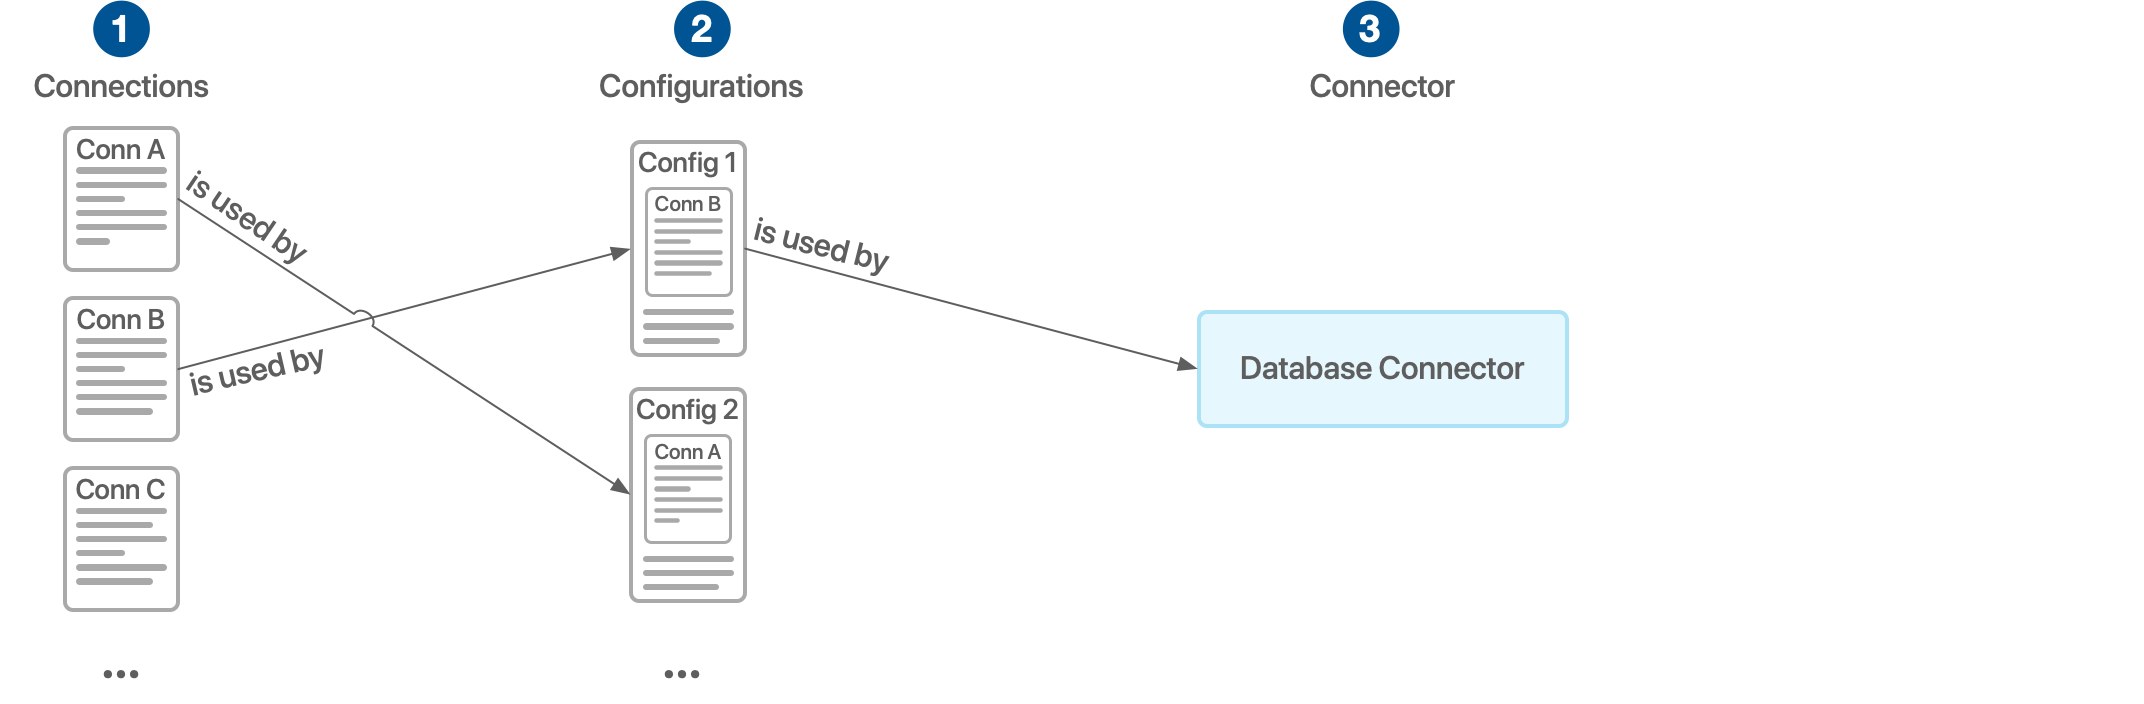 1
Connections
Conn A
is used by
Conn B
is used by
Conn C
...
2
Configurations
Config 1
Conn B
is used by
Config 2
Conn A
...
3
Connector
Database Connector